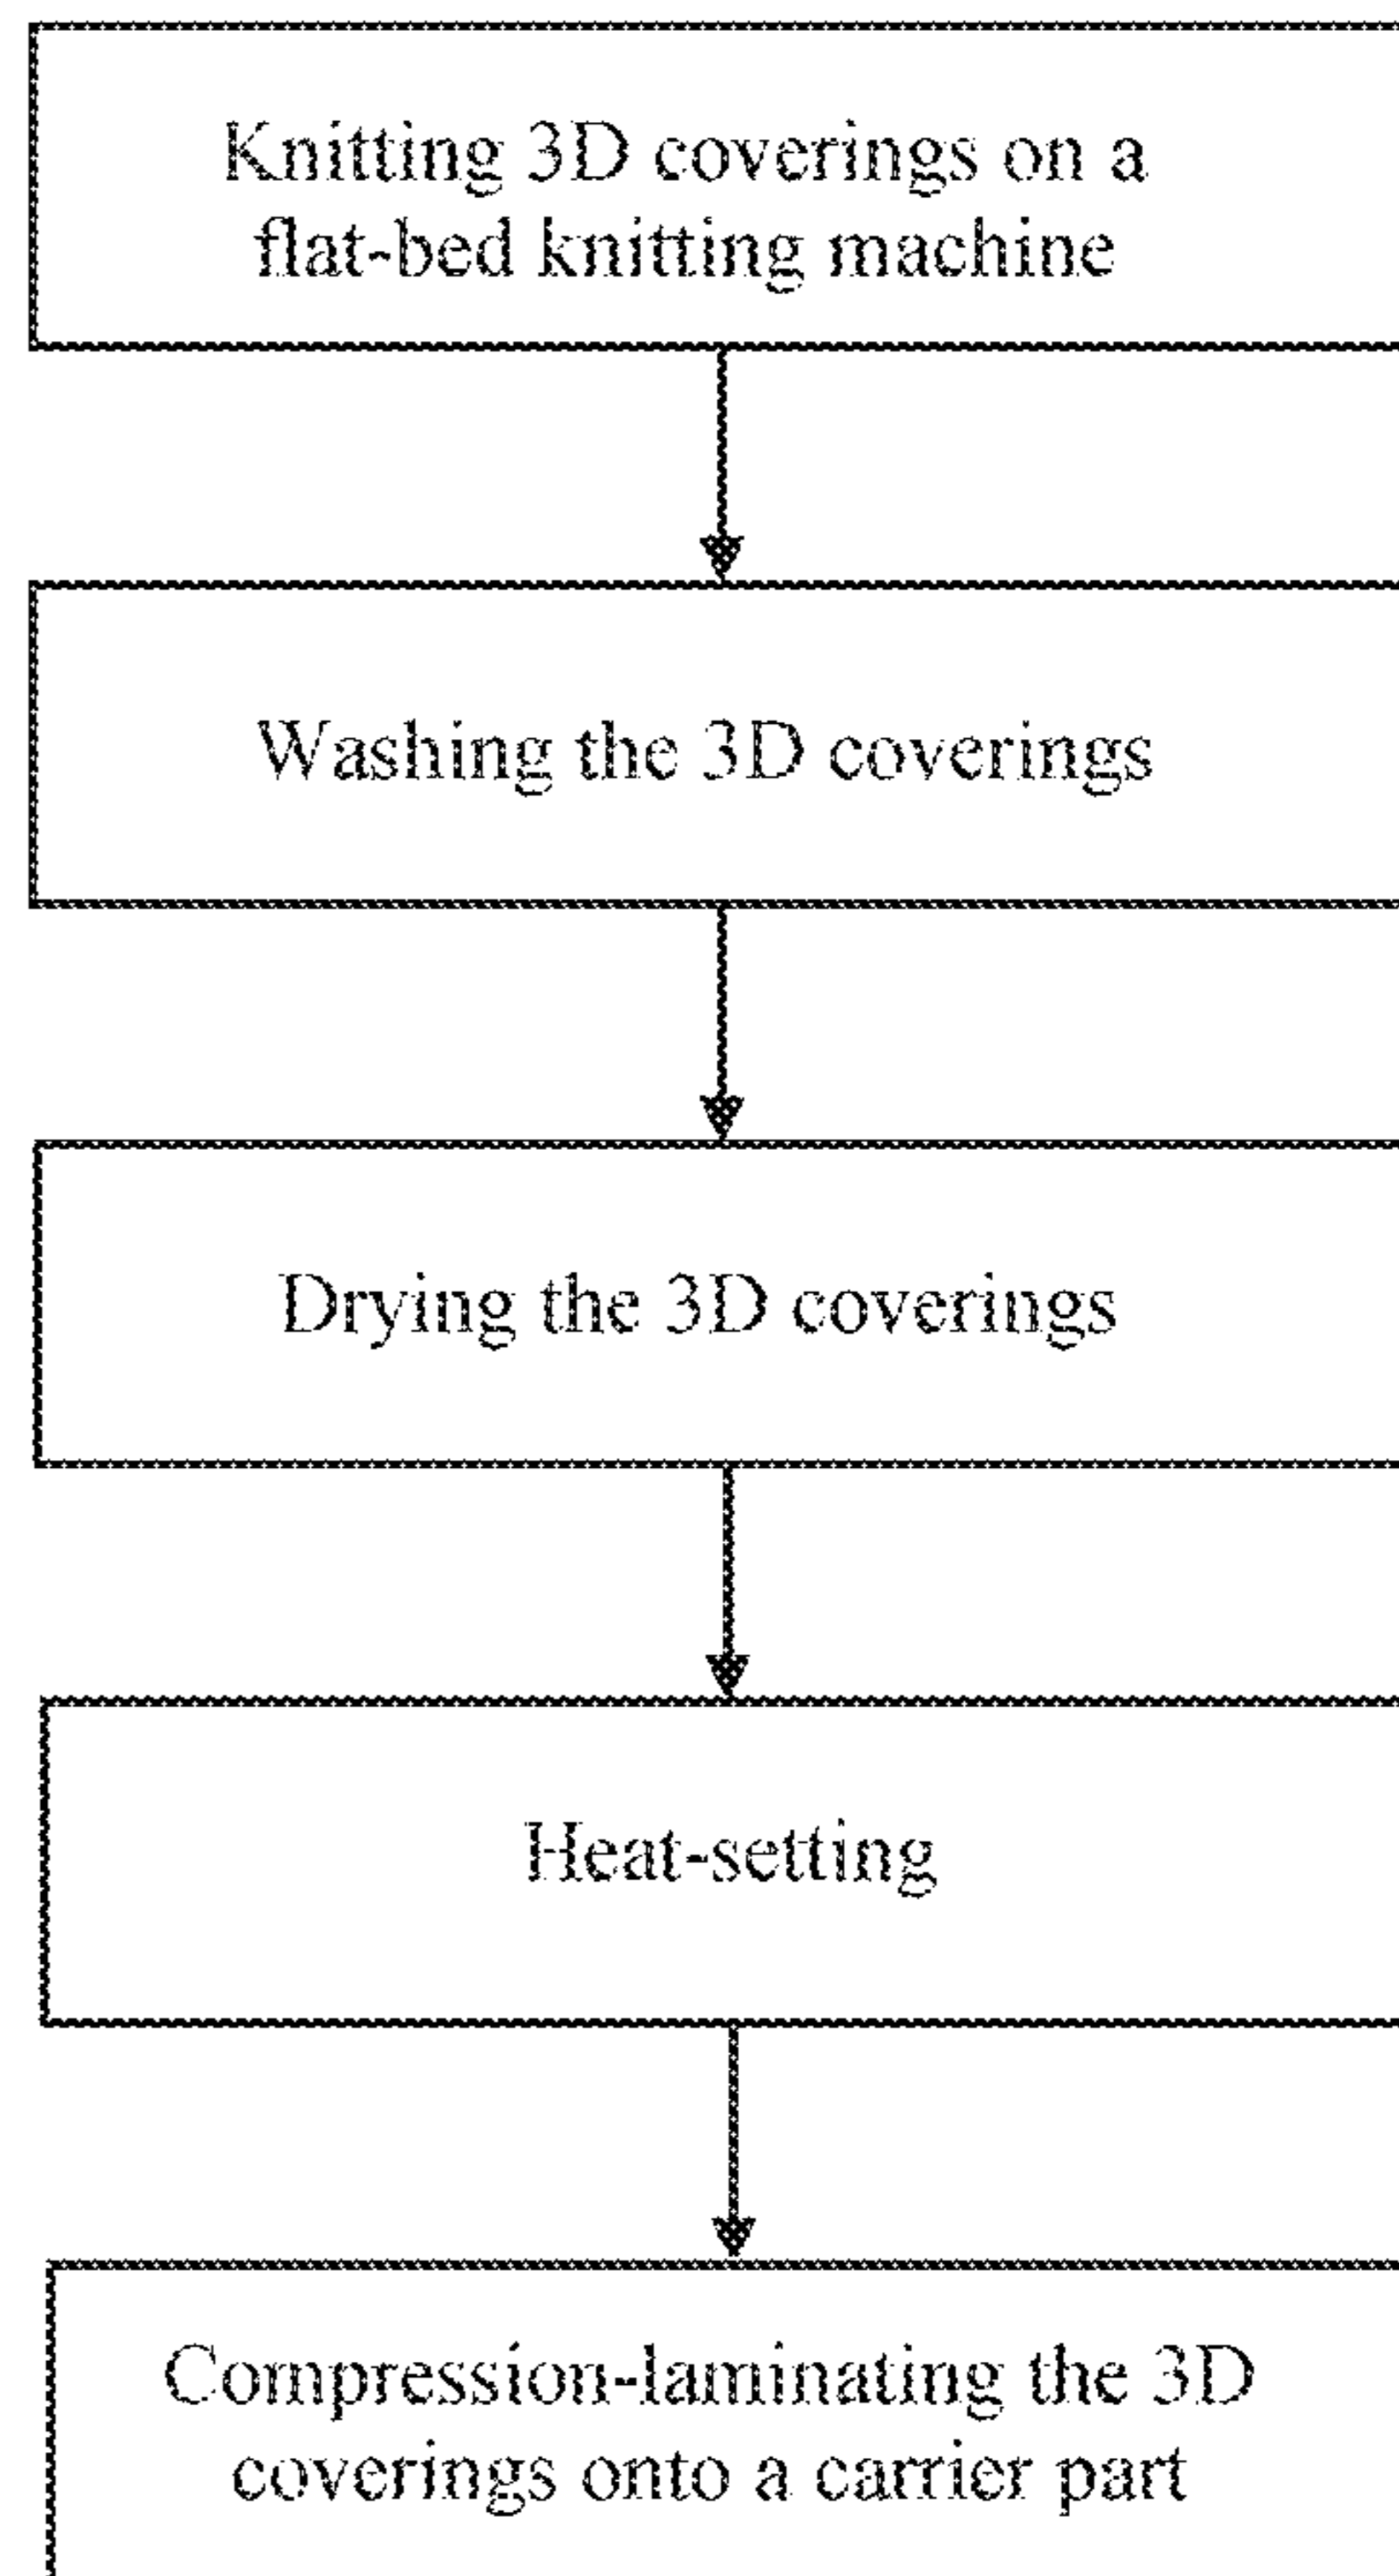 Knitting 3D coverings on a
flat-bed knitting machine
Washing the 3D coverings
Drying the 3D coverings
Heat-setting
Compression-laminating the 3D
coverings onto a carrier part